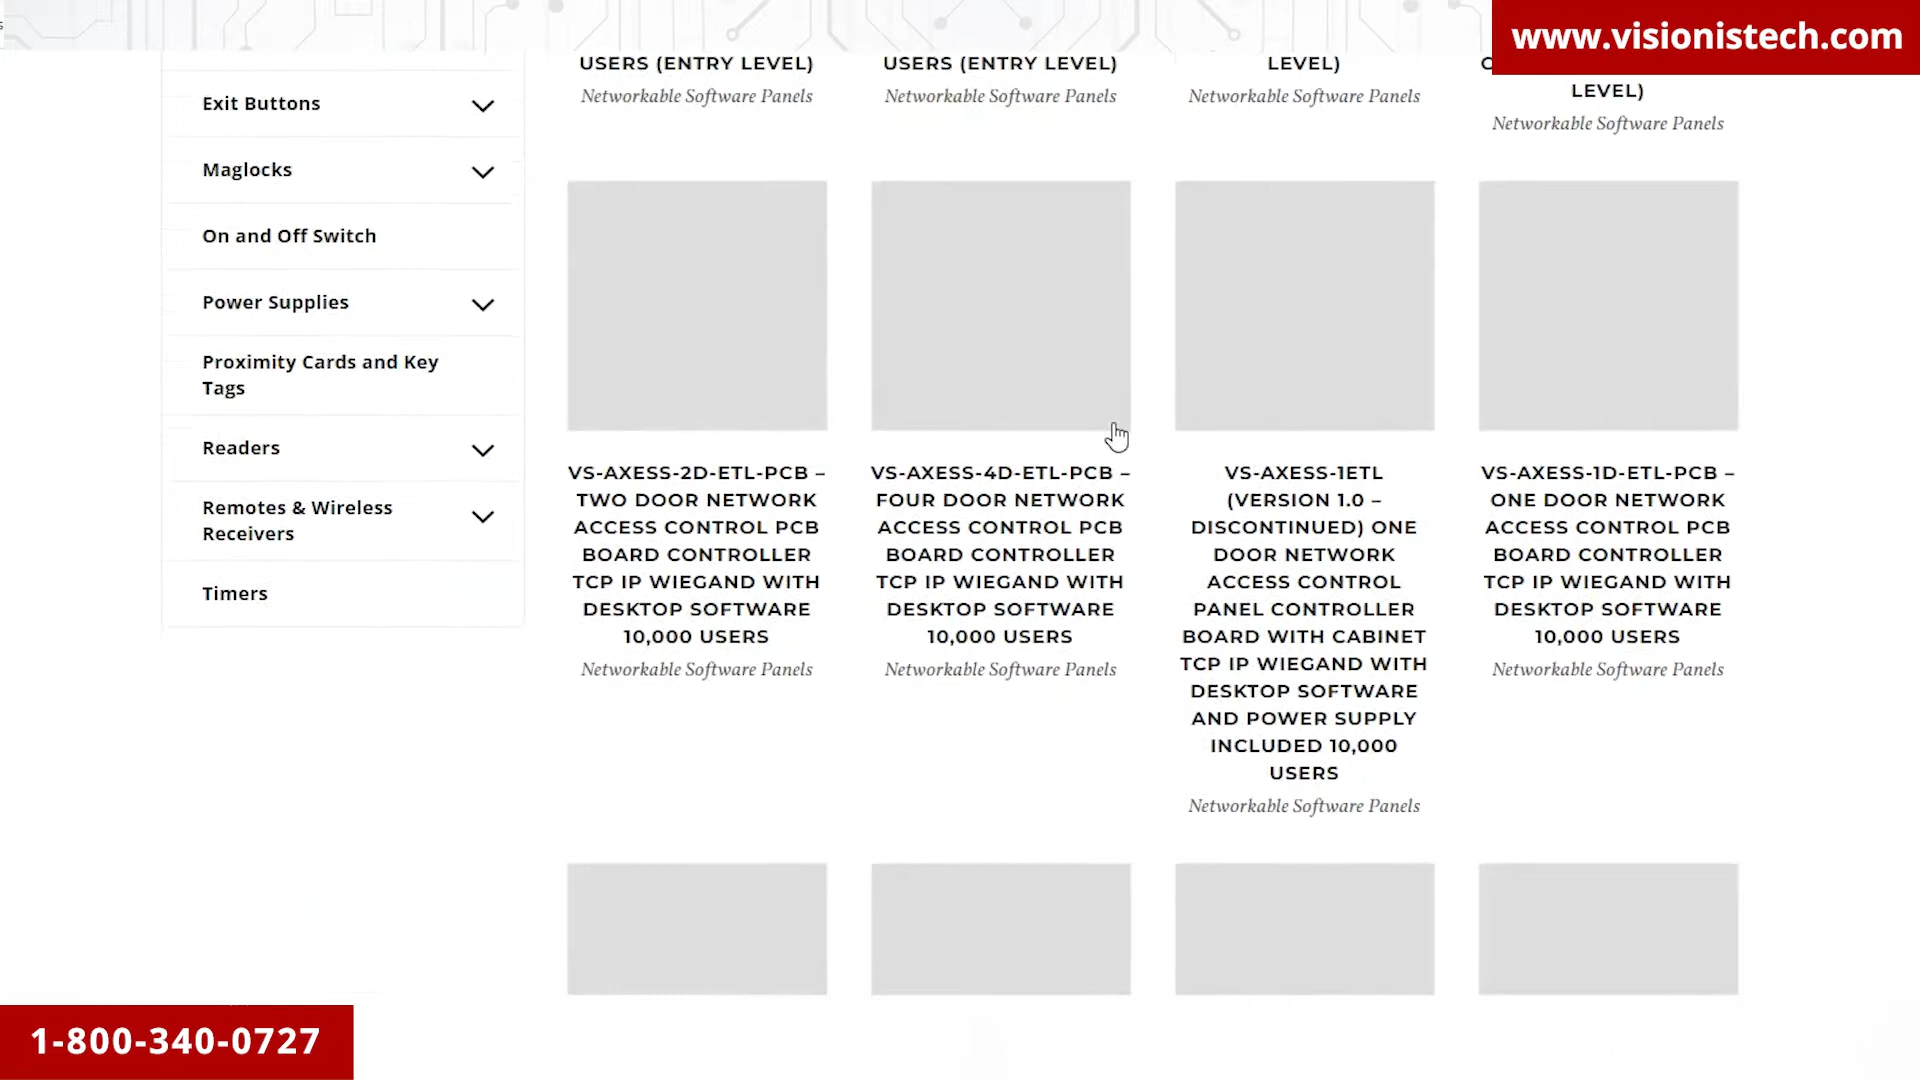 www.visionistech.com
USERS (ENTRY LEVEL)
Networkable Software Panels
USERS (ENTRY LEVEL)
Networkable Software Panels
LEVEL)
Networkable Software Panels
LEVEL)
Networkable Software Panels
Exit Buttons
Maglocks
On and Off Switch
Power Supplies
Proximity Cards and Key
Tags
Readers
Remotes & Wireless
Receivers
Timers
VS-AXESS-2D-ETL-PCB –
TWO DOOR NETWORK
ACCESS CONTROL PCB
BOARD CONTROLLER
TCP IP WIEGAND WITH
DESKTOP SOFTWARE
10,000 USERS
Networkable Software Panels
VS-AXESS-4D-ETL-PCB –
FOUR DOOR NETWORK
ACCESS CONTROL PCB
BOARD CONTROLLER
TCP IP WIEGAND WITH
DESKTOP SOFTWARE
10,000 USERS
Networkable Software Panels
VS-AXESS-1ETL
(VERSION 1.0 –
DISCONTINUED) ONE
DOOR NETWORK
ACCESS CONTROL
PANEL CONTROLLER
BOARD WITH CABINET
TCP IP WIEGAND WITH
DESKTOP SOFTWARE
AND POWER SUPPLY
INCLUDED 10,000
USERS
Networkable Software Panels
VS-AXESS-1D-ETL-PCB –
ONE DOOR NETWORK
ACCESS CONTROL PCB
BOARD CONTROLLER
TCP IP WIEGAND WITH
DESKTOP SOFTWARE
10,000 USERS
Networkable Software Panels
1-800-340-0727